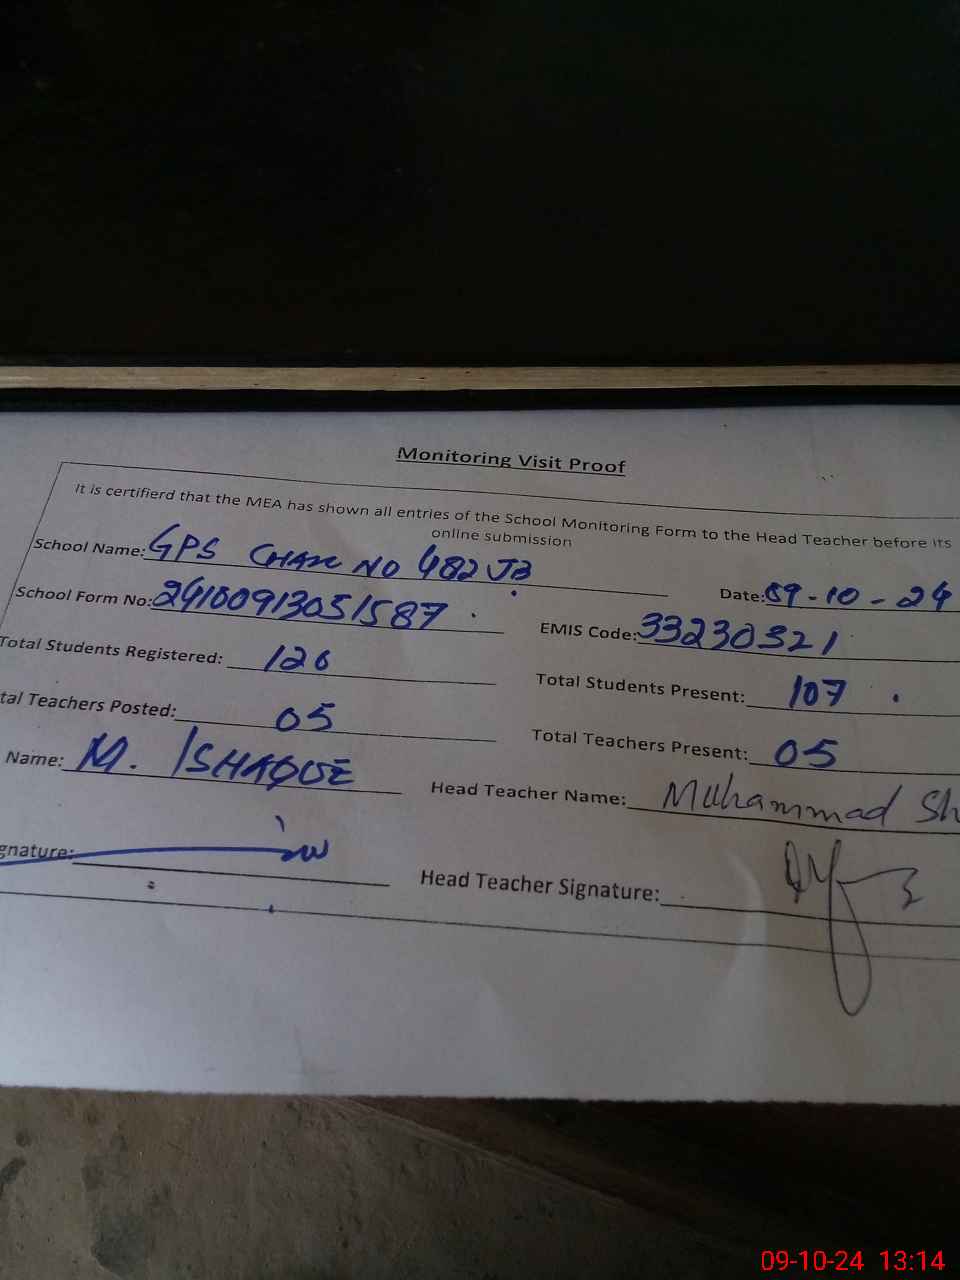 Monitoring Visit Proof
It is certifierd that the MEA has shown all entries of the School Monitoring Form to the Head Teacher before its
online submission
School Name: GPS CHAK NO 482 JB Date: 09-10-24
School Form No: 24100913051587 EMIS Code: 33230321
Total Students Registered: 126 Total Students Present: 107
tal Teachers Posted: 05 Total Teachers Present: 05
Name: M. ISHAQUE Head Teacher Name: Muhammad Sh
gnature: Head Teacher Signature:
09-10-24 13:14